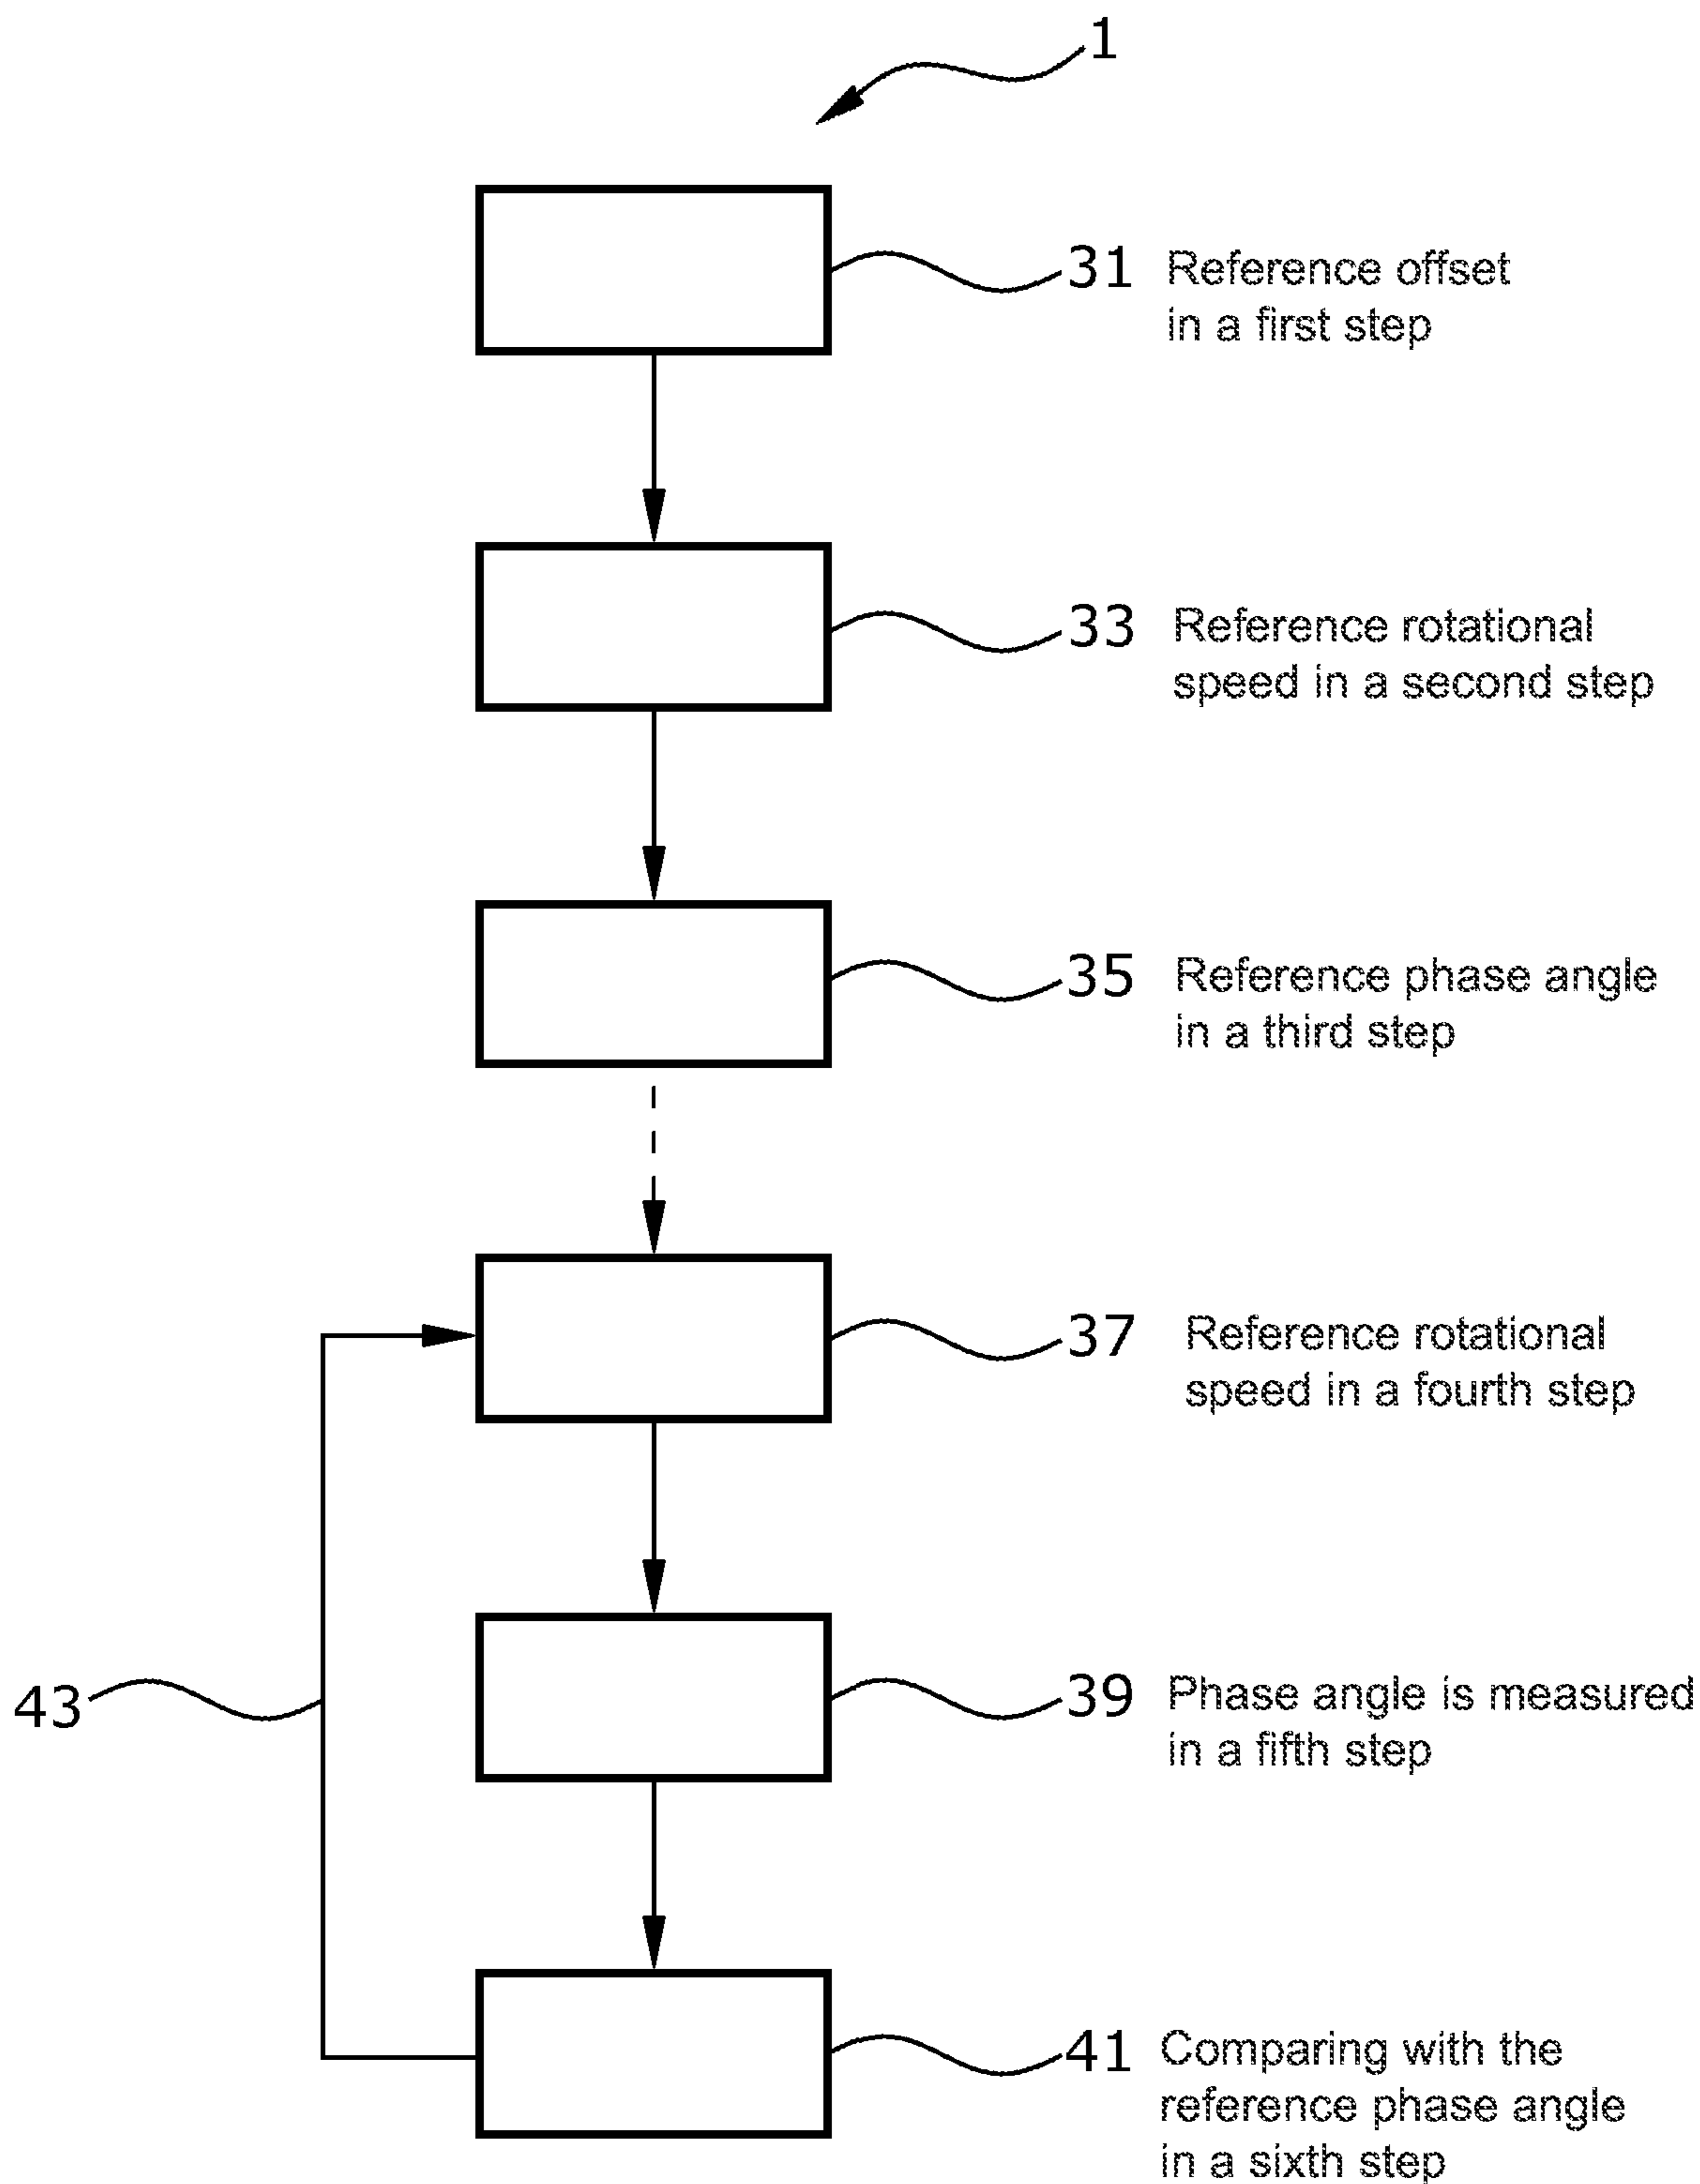 1
31 Reference offset
in a first step
33 Reference rotational
speed in a second step
35 Reference phase angle
in a third step
37 Reference rotational
speed in a fourth step
43
39 Phase angle is measured
in a fifth step
41 Comparing with the
reference phase angle
in a sixth step